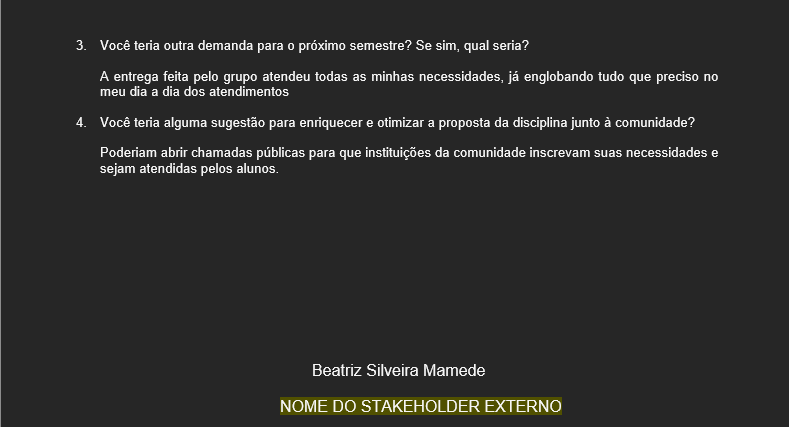 3. Você teria outra demanda para o próximo semestre? Se sim, qual seria?
A entrega feita pelo grupo atendeu todas as minhas necessidades, já englobando tudo que preciso no
meu dia a dia dos atendimentos
4. Você teria alguma sugestão para enriquecer e otimizar a proposta da disciplina junto à comunidade?
Poderiam abrir chamadas públicas para que instituições da comunidade inscrevam suas necessidades e
sejam atendidas pelos alunos.
Beatriz Silveira Mamede
NOME DO STAKEHOLDER EXTERNO